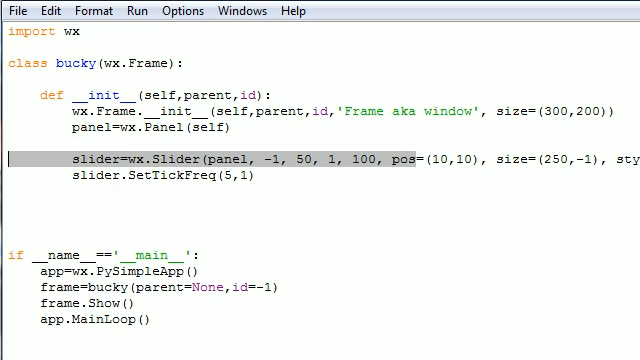 File Edit Format Run Options Windows Help
import wx
class bucky(wx.Frame):
def __init__(self,parent,id):
wx.Frame.__init__(self,parent,id,'Frame aka window', size=(300,200))
panel=wx.Panel(self)
slider=wx.Slider(panel, -1, 50, 1, 100, pos=(10,10), size=(250,-1), sty
slider.SetTickFreq(5,1)
if __name__=='__main__':
app=wx.PySimpleApp()
frame=bucky(parent=None,id=-1)
frame.Show()
app.MainLoop()